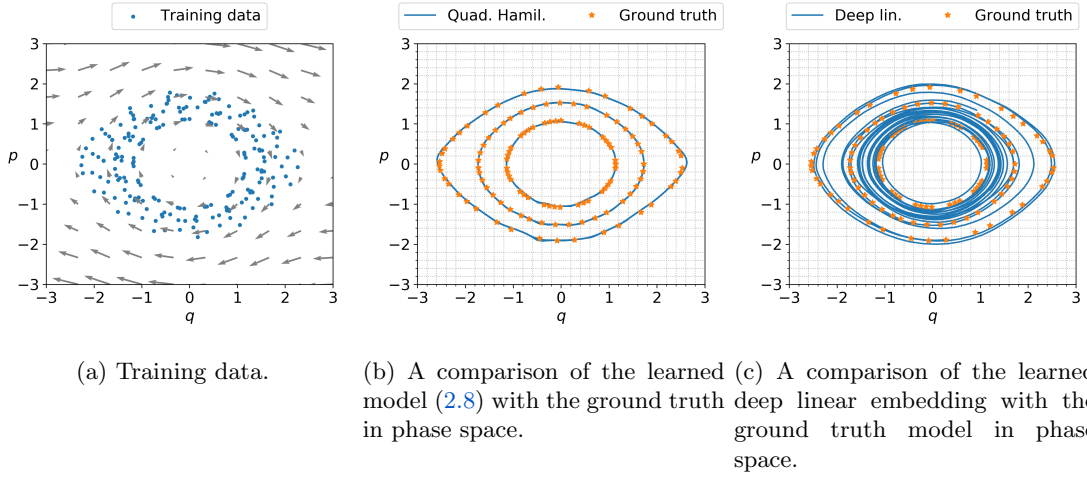 Training data
3
2
1
0
−1
−2
−3
p
−3 −2 −1 0 1 2 3
q
(a) Training data.
Quad. Hamil. Ground truth
3
2
1
0
−1
−2
−3
p
−3 −2 −1 0 1 2 3
q
(b) A comparison of the learned
model (2.8) with the ground truth
in phase space.
Deep lin. Ground truth
3
2
1
0
−1
−2
−3
p
−3 −2 −1 0 1 2 3
q
(c) A comparison of the learned
deep linear embedding with the
ground truth model in phase
space.